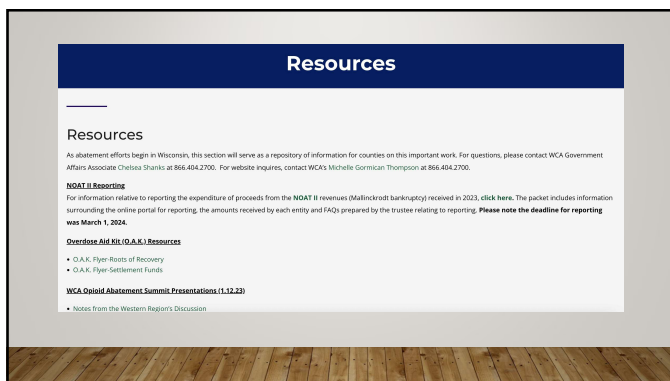 Resources
Resources
As abatement efforts begin in Wisconsin, this section will serve as a repository of information for counties on this important work. For questions, please contact WCA Government
Affairs Associate Chelsea Shanks at 866.404.2700. For website inquires, contact WCA's Michelle Gormican Thompson at 866.404.2700.
NOAT II Reporting
For information relative to reporting the expenditure of proceeds from the NOAT II revenues (Mallinckrodt bankruptcy) received in 2023, click here. The packet includes information
surrounding the online portal for reporting, the amounts received by each entity and FAQs prepared by the trustee relating to reporting. Please note the deadline for reporting
was March 1, 2024.
Overdose Aid Kit (O.A.K.) Resources
• O.A.K. Flyer-Roots of Recovery
• O.A.K. Flyer-Settlement Funds
WCA Opioid Abatement Summit Presentations (1.12.23)
• Notes from the Western Region's Discussion